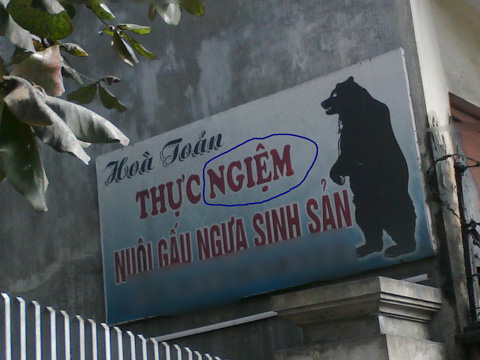 Hoà Toán
THỰC NGIỆM
NUÔI GẤU NGỰA SINH SẢN